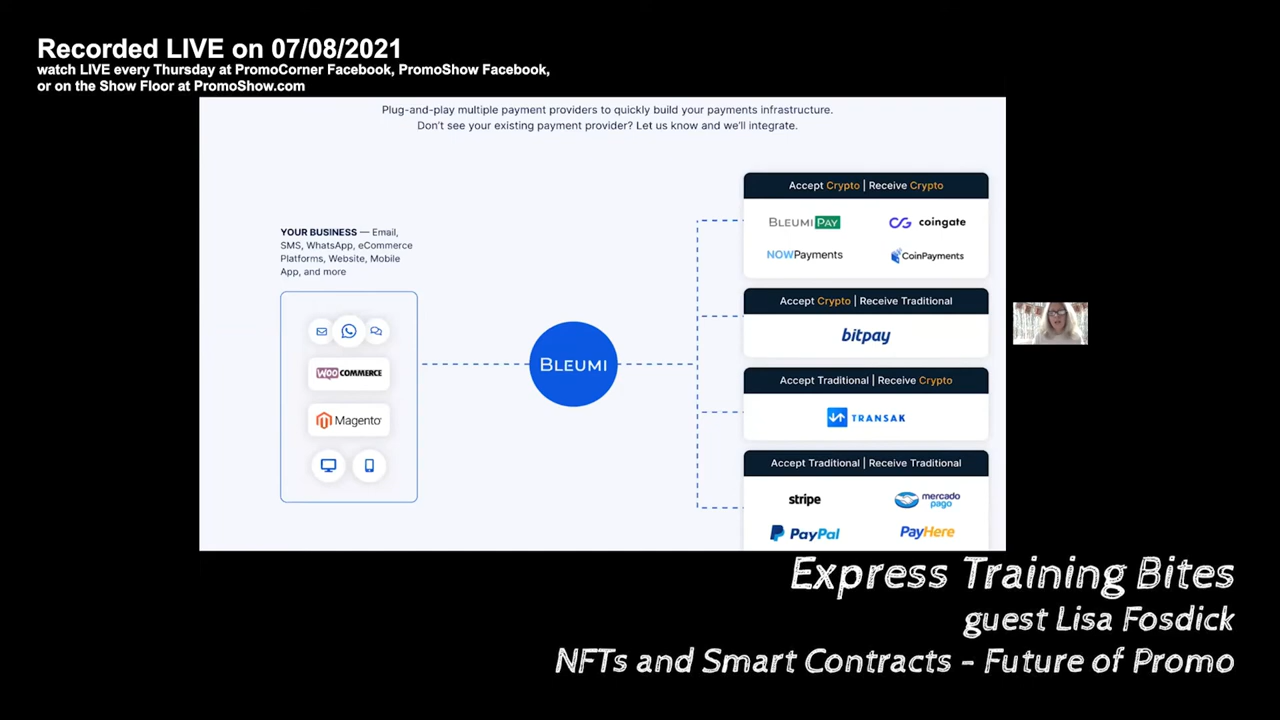 Recorded LIVE on 07/08/2021
watch LIVE every Thursday at PromoCorner Facebook, PromoShow Facebook,
or on the Show Floor at PromoShow.com
Plug-and-play multiple payment providers to quickly build your payments infrastructure.
Don't see your existing payment provider? Let us know and we'll integrate.
YOUR BUSINESS — Email,
SMS, WhatsApp, eCommerce
Platforms, Website, Mobile
App, and more
WOOCOMMERCE
Magento
BLEUMI
Accept Crypto | Receive Crypto
BLEUMI PAY
coingate
NOWPayments
CoinPayments
Accept Crypto | Receive Traditional
bitpay
Accept Traditional | Receive Crypto
TRANSAK
Accept Traditional | Receive Traditional
stripe
mercado
pago
PayPal
PayHere
Express Training Bites
guest Lisa Fosdick
NFTs and Smart Contracts - Future of Promo